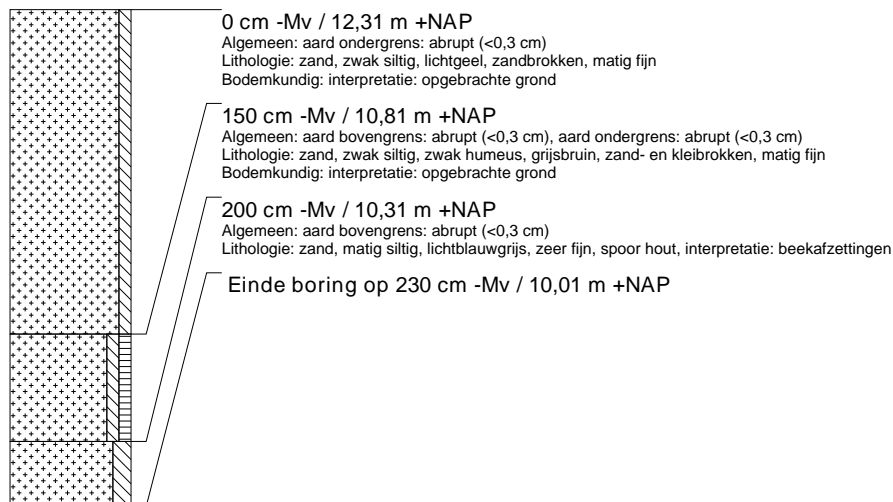 0 cm -Mv / 12,31 m +NAP
Algemeen: aard ondergrens: abrupt (<0,3 cm)
Lithologie: zand, zwak siltig, lichtgeel, zandbrokken, matig fijn
Bodemkundig: interpretatie: opgebrachte grond
150 cm -Mv / 10,81 m +NAP
Algemeen: aard bovengrens: abrupt (<0,3 cm), aard ondergrens: abrupt (<0,3 cm)
Lithologie: zand, zwak siltig, zwak humeus, grijsbruin, zand- en kleibrokken, matig fijn
Bodemkundig: interpretatie: opgebrachte grond
200 cm -Mv / 10,31 m +NAP
Algemeen: aard bovengrens: abrupt (<0,3 cm)
Lithologie: zand, matig siltig, lichtblauwgrijs, zeer fijn, spoor hout, interpretatie: beekafzettingen
Einde boring op 230 cm -Mv / 10,01 m +NAP